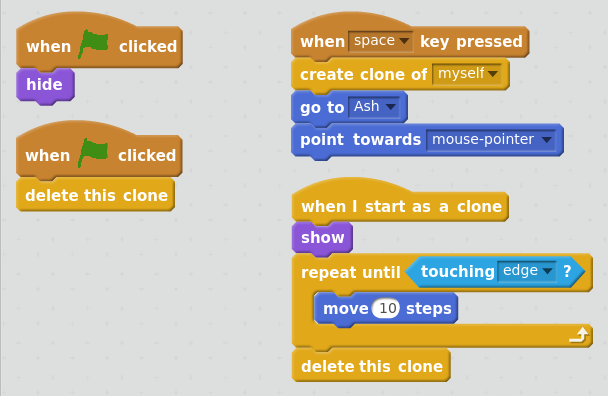 when clicked
hide
when clicked
delete this clone
when space key pressed
create clone of myself
go to Ash
point towards mouse-pointer
when I start as a clone
show
repeat until touching edge ?
move 10 steps
delete this clone